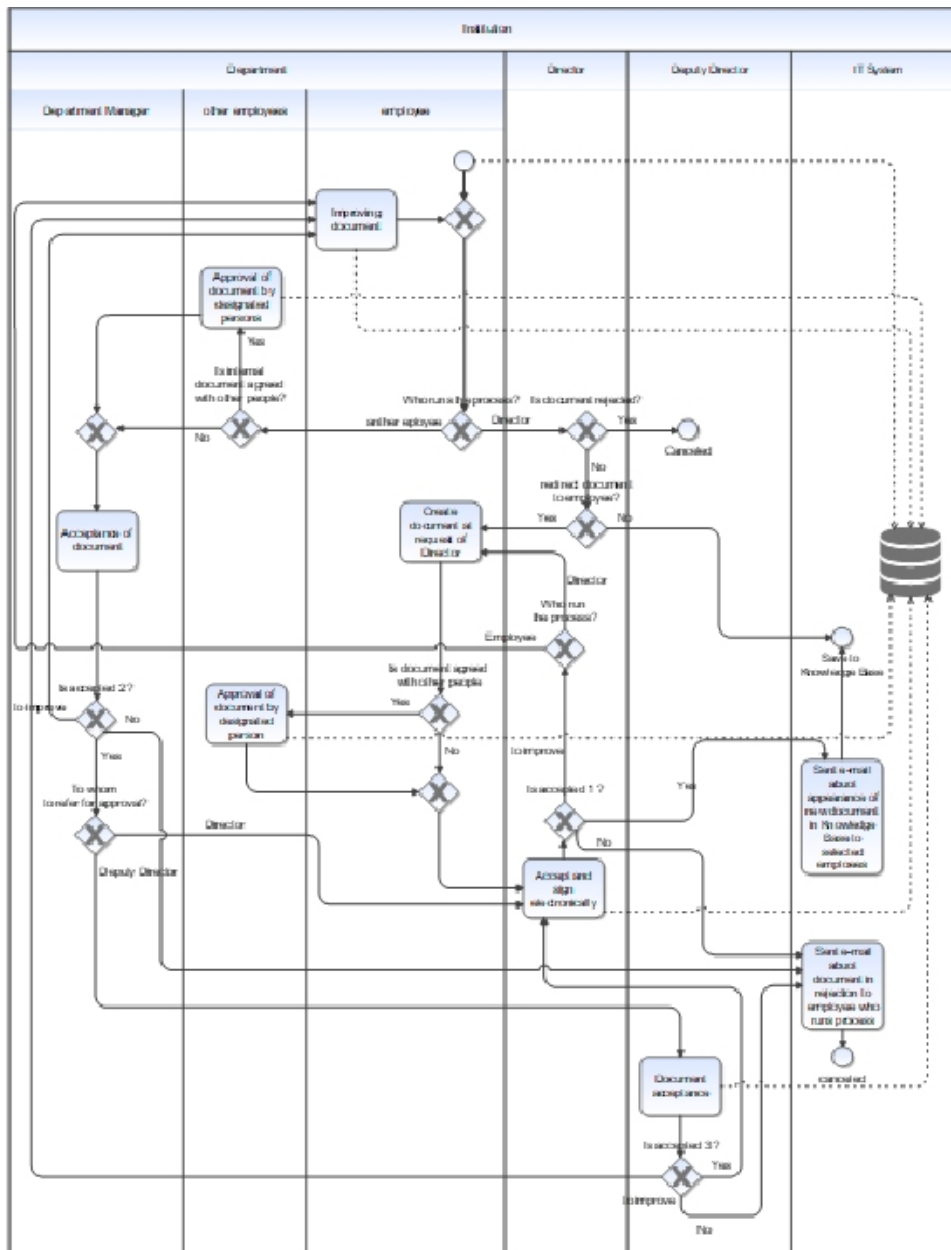 Institution
Department
Director
Deputy Director
IT System
Department Manager
other employees
employee
Improving
document
Approval of
document by
designated
persons
Yes
Is internal
document agreed
with other people?
Who runs the process?
Is document rejected?
Director
Yes
No
Canceled
No
redirect document
to employee?
Create
document at
request of
Director
Yes
No
Acceptance of
document
Director
Who run
the process?
Employee
Save to
Knowledge Base
Is document agreed
with other people
Is accepted 2?
to improve
No
Approval of
document by
designated
person
Yes
Yes
No
to improve
To whom
to refer for approval?
Is accepted 1?
Yes
Sent e-mail
abuot
appearance of
new document
in Knowledge
Base to
selected
Director
No
Deputy Director
Accept and
sign
electronically
Sent e-mail
abuot
document in
rejection to
employee who
runs process
canceled
Document
acceptance
Is accepted 3?
Yes
to improve
No